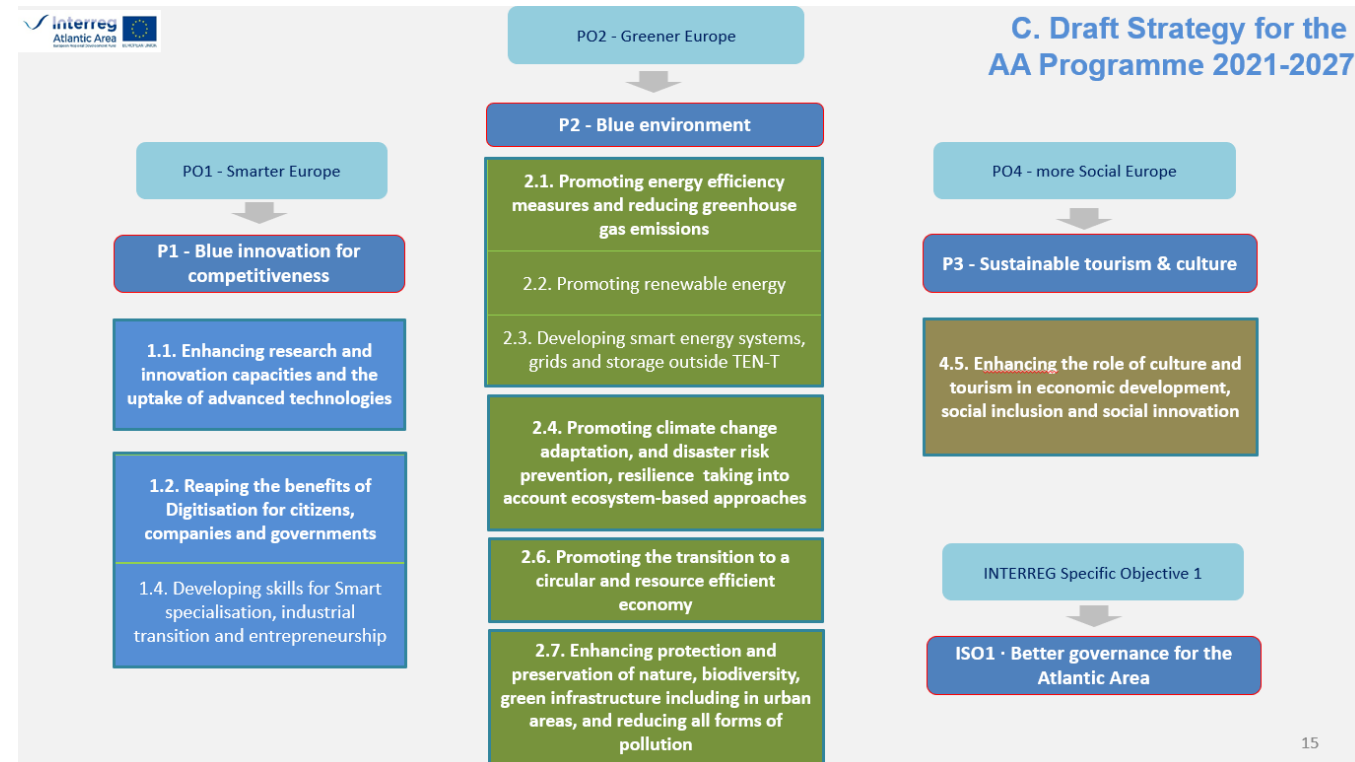 Interreg
Atlantic Area
European Regional Development Fund
EUROPEAN UNION
C. Draft Strategy for the
AA Programme 2021-2027
PO2 - Greener Europe
P2 - Blue environment
2.1. Promoting energy efficiency
measures and reducing greenhouse
gas emissions
2.2. Promoting renewable energy
2.3. Developing smart energy systems,
grids and storage outside TEN-T
2.4. Promoting climate change
adaptation, and disaster risk
prevention, resilience taking into
account ecosystem-based approaches
2.6. Promoting the transition to a
circular and resource efficient
economy
2.7. Enhancing protection and
preservation of nature, biodiversity,
green infrastructure including in urban
areas, and reducing all forms of
pollution
PO1 - Smarter Europe
P1 - Blue innovation for
competitiveness
1.1. Enhancing research and
innovation capacities and the
uptake of advanced technologies
1.2. Reaping the benefits of
Digitisation for citizens,
companies and governments
1.4. Developing skills for Smart
specialisation, industrial
transition and entrepreneurship
PO4 - more Social Europe
P3 - Sustainable tourism & culture
4.5. Enhancing the role of culture and
tourism in economic development,
social inclusion and social innovation
INTERREG Specific Objective 1
ISO1 · Better governance for the
Atlantic Area
15